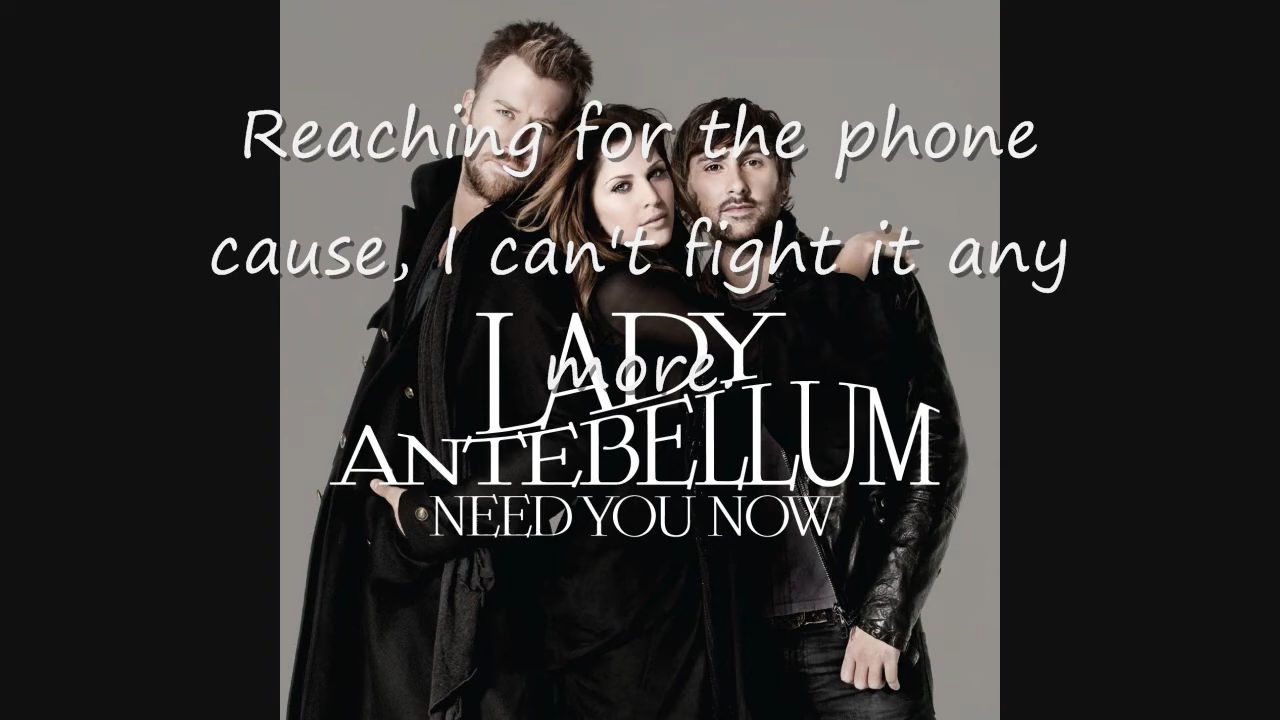 Reaching for the phone
cause, I can't fight it any
more.
LADY
ANTEBELLUM
NEED YOU NOW